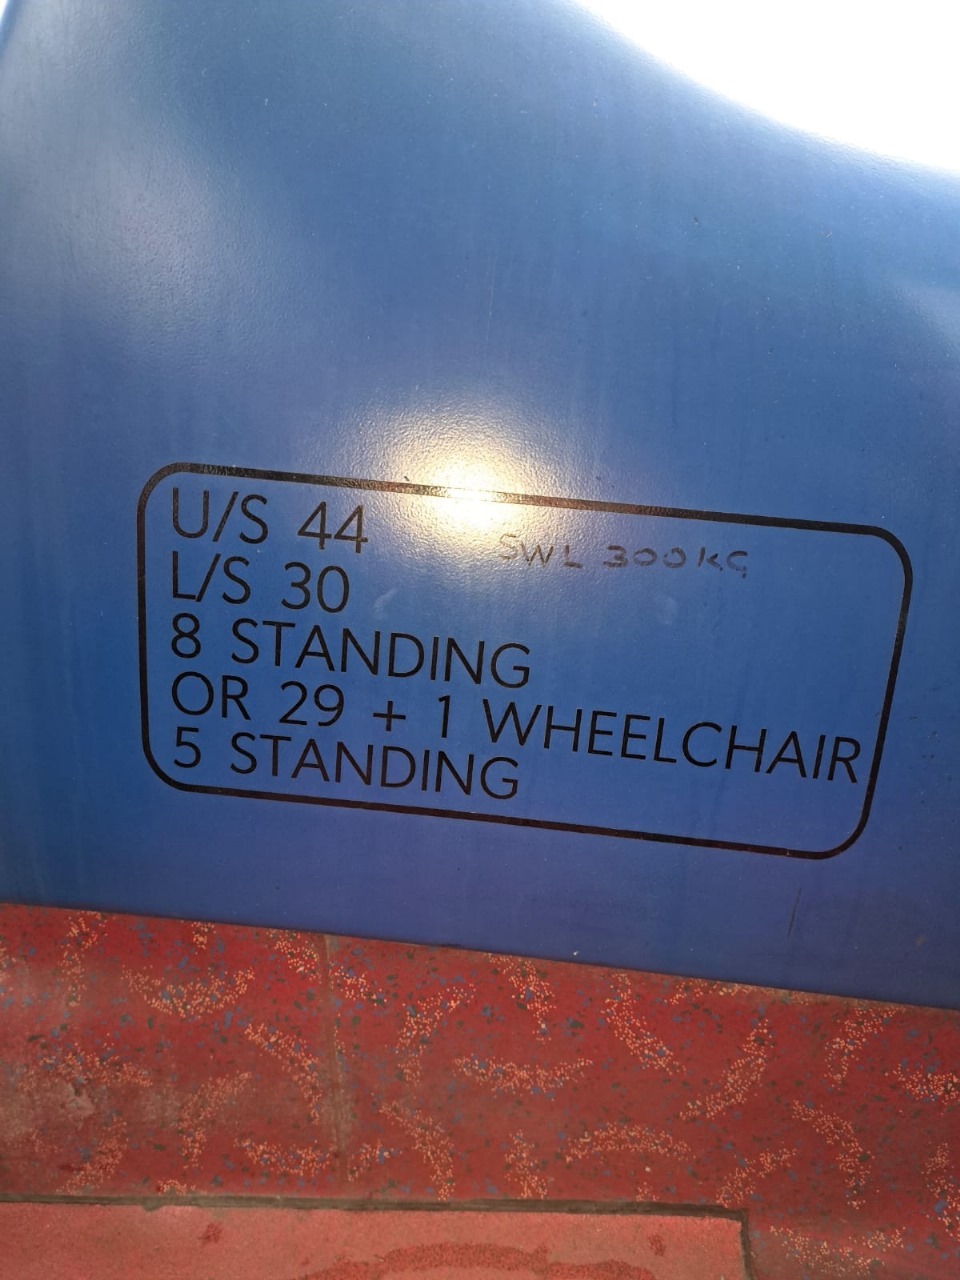 U/S 44
SWL 300KG
L/S 30
8 STANDING
OR 29 + 1 WHEELCHAIR
5 STANDING